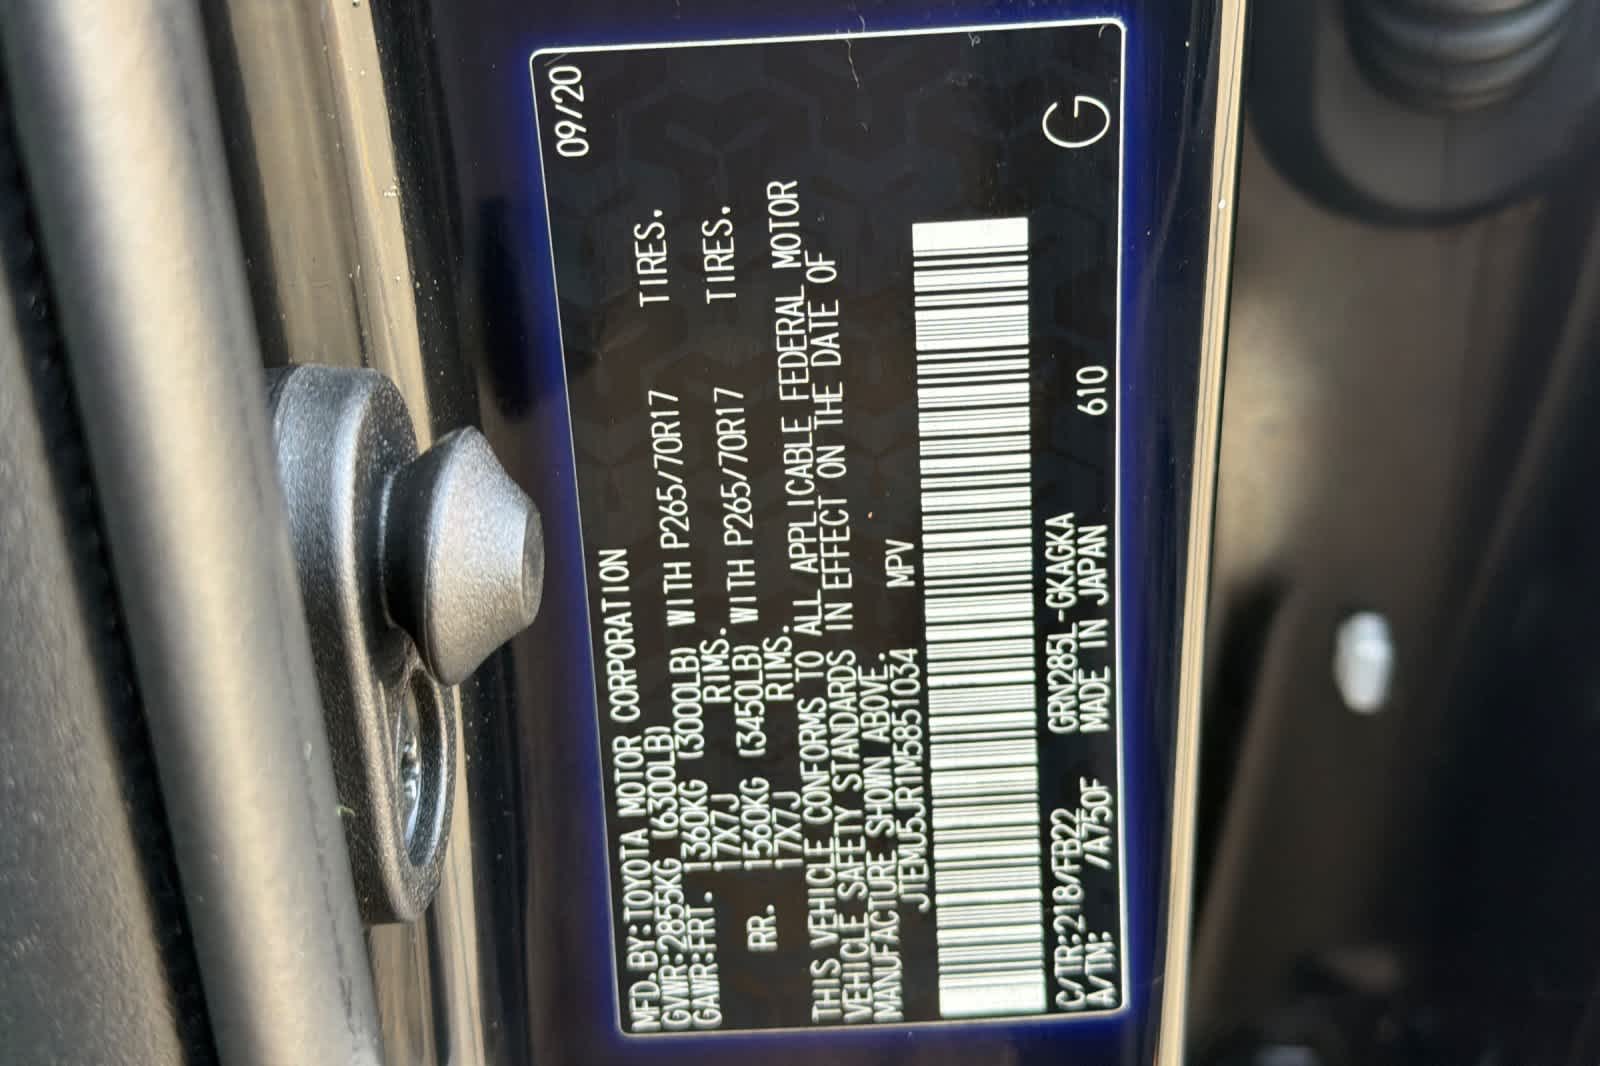 MFD.BY:TOYOTA MOTOR CORPORATION 09/20
GVWR:2855KG (6300LB)
GAWR:FRT. 1360KG (3000LB) WITH P265/70R17 TIRES.
17X7J RIMS.
RR. 1560KG (3450LB) WITH P265/70R17 TIRES.
17X7J RIMS.
THIS VEHICLE CONFORMS TO ALL APPLICABLE FEDERAL MOTOR
VEHICLE SAFETY STANDARDS IN EFFECT ON THE DATE OF
MANUFACTURE SHOWN ABOVE.
JTEMU5JR1M5851034 MPV
C/TR:218/FB22 GRN285L-GKAGKA
A/TM: /A750F MADE IN JAPAN 610 G